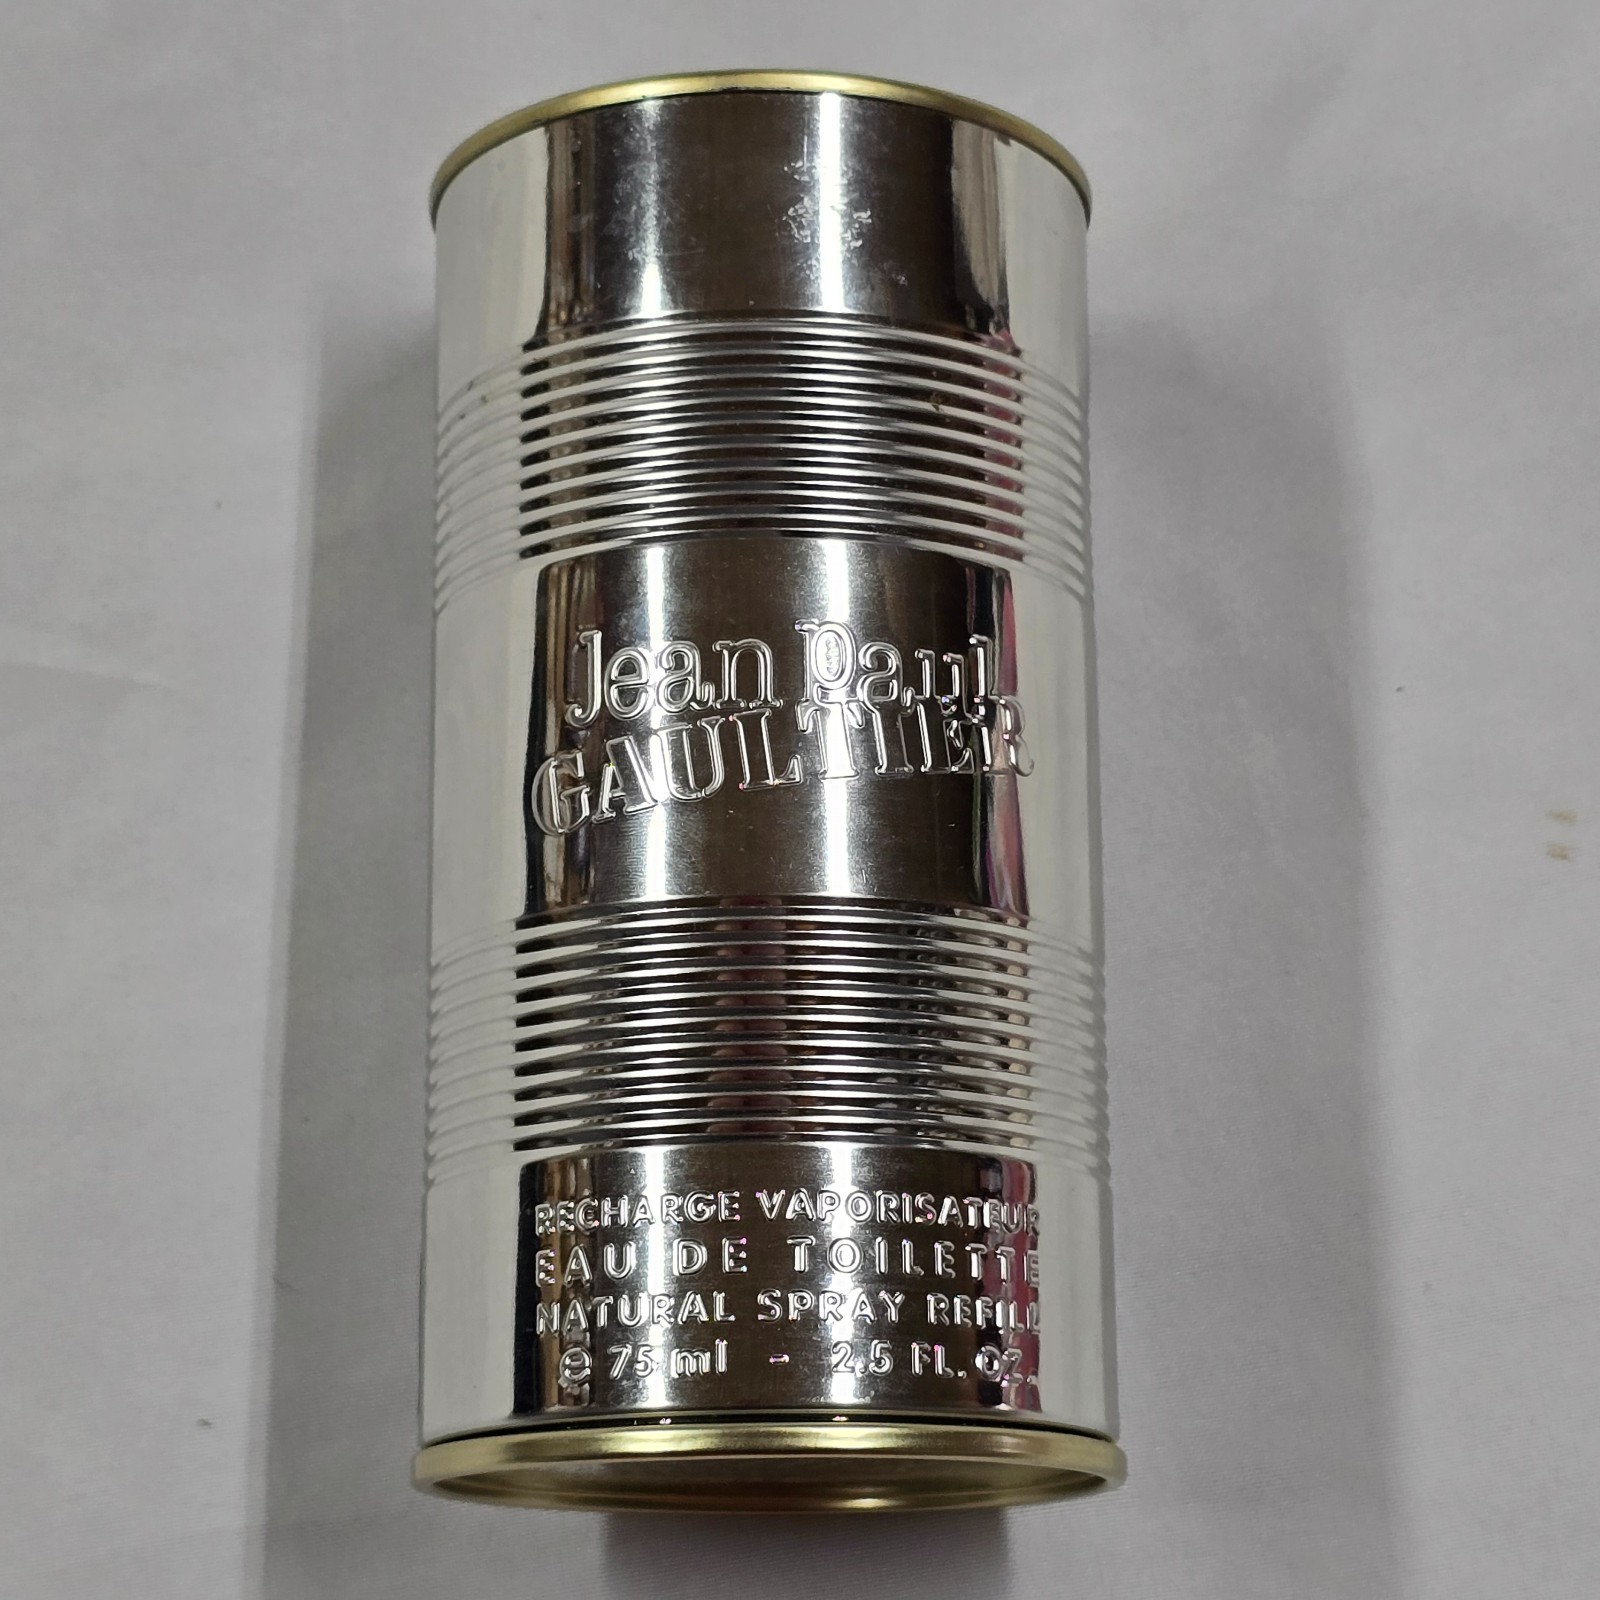 Jean Paul
GAULTIER
RECHARGE VAPORISATEUR
EAU DE TOILETTE
NATURAL SPRAY REFILL
℮ 75 ml - 2.5 FL. OZ.